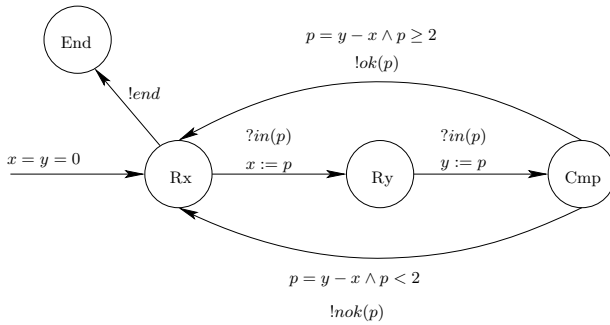 End
p = y − x ∧ p ≥ 2
!ok(p)
!end
x = y = 0
?in(p)
x := p
?in(p)
y := p
Rx
Ry
Cmp
p = y − x ∧ p < 2
!nok(p)